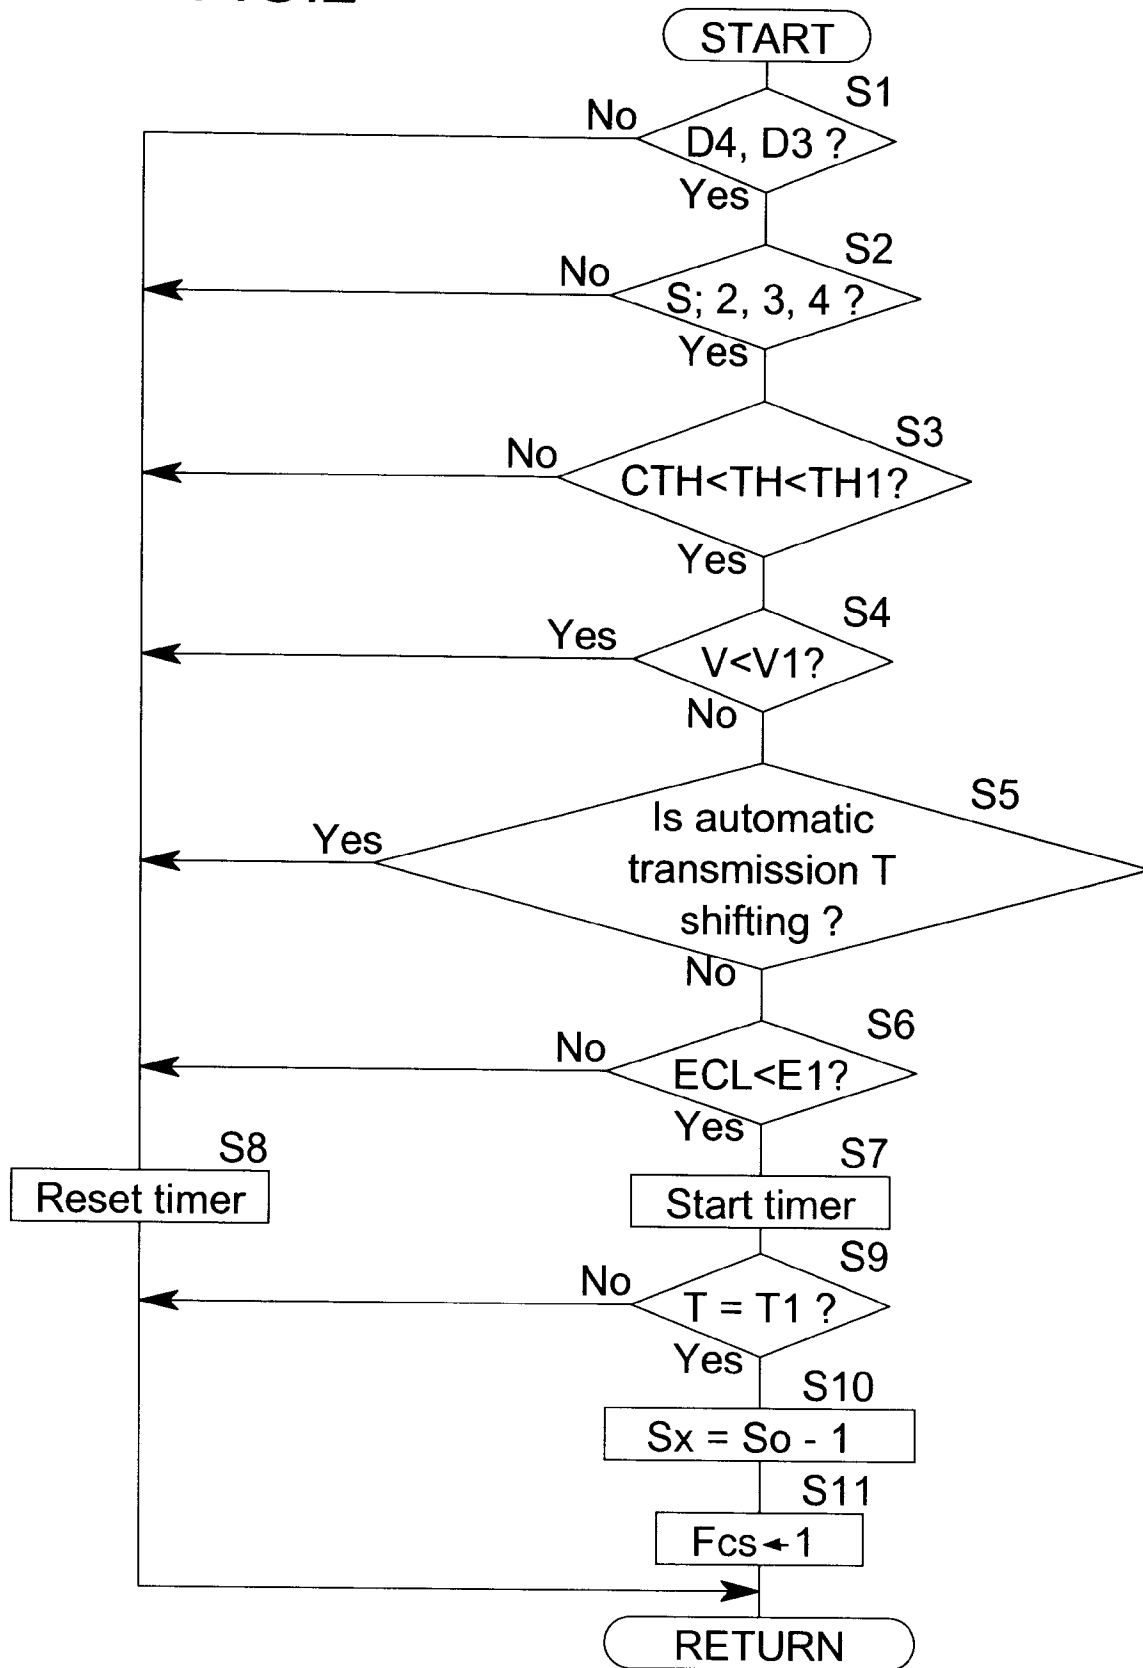 START
S1
No
D4, D3 ?
Yes
S2
No
S; 2, 3, 4 ?
Yes
S3
No
CTH<TH<TH1?
Yes
S4
Yes
V<V1?
No
S5
Yes
Is automatic
transmission T
shifting ?
No
S6
No
ECL<E1?
Yes
S8
Reset timer
S7
Start timer
S9
No
T = T1 ?
Yes
S10
Sx = So - 1
S11
Fcs←1
RETURN